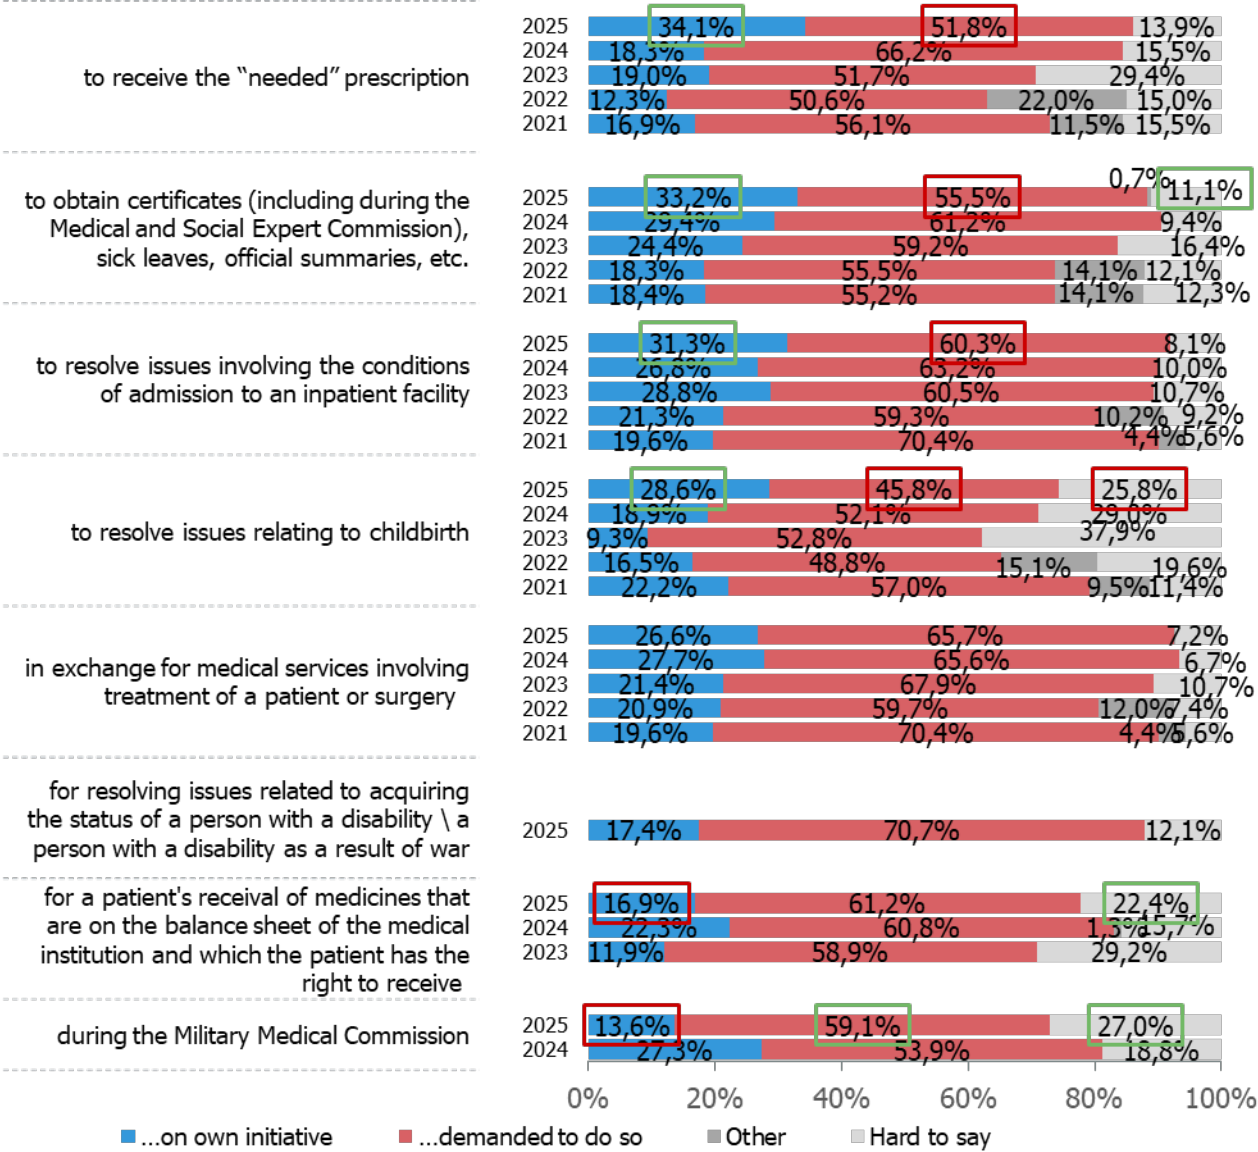 2025 34,1% 51,8% 13,9%
2024 18,3% 66,2% 15,5%
to receive the “needed” prescription
2023 19,0% 51,7% 29,4%
2022 12,3% 50,6% 22,0% 15,0%
2021 16,9% 56,1% 11,5% 15,5%
to obtain certificates (including during the
Medical and Social Expert Commission),
sick leaves, official summaries, etc.
2025 33,2% 55,5% 0,7% 11,1%
2024 29,4% 61,2% 9,4%
2023 24,4% 59,2% 16,4%
2022 18,3% 55,5% 14,1% 12,1%
2021 18,4% 55,2% 14,1% 12,3%
to resolve issues involving the conditions
of admission to an inpatient facility
2025 31,3% 60,3% 8,1%
2024 26,8% 63,2% 10,0%
2023 28,8% 60,5% 10,7%
2022 21,3% 59,3% 10,2% 9,2%
2021 19,6% 70,4% 4,4% 5,6%
to resolve issues relating to childbirth
2025 28,6% 45,8% 25,8%
2024 18,9% 52,1% 29,0%
2023 9,3% 52,8% 37,9%
2022 16,5% 48,8% 15,1% 19,6%
2021 22,2% 57,0% 9,5% 11,4%
in exchange for medical services involving
treatment of a patient or surgery
2025 26,6% 65,7% 7,2%
2024 27,7% 65,6% 6,7%
2023 21,4% 67,9% 10,7%
2022 20,9% 59,7% 12,0% 7,4%
2021 19,6% 70,4% 4,4% 5,6%
for resolving issues related to acquiring
the status of a person with a disability \ a
person with a disability as a result of war
2025 17,4% 70,7% 12,1%
for a patient's receival of medicines that
are on the balance sheet of the medical
institution and which the patient has the
right to receive
2025 16,9% 61,2% 22,4%
2024 22,3% 60,8% 1,3% 15,7%
2023 11,9% 58,9% 29,2%
during the Military Medical Commission
2025 13,6% 59,1% 27,0%
2024 27,3% 53,9% 18,8%
0% 20% 40% 60% 80% 100%
...on own initiative ...demanded to do so Other Hard to say